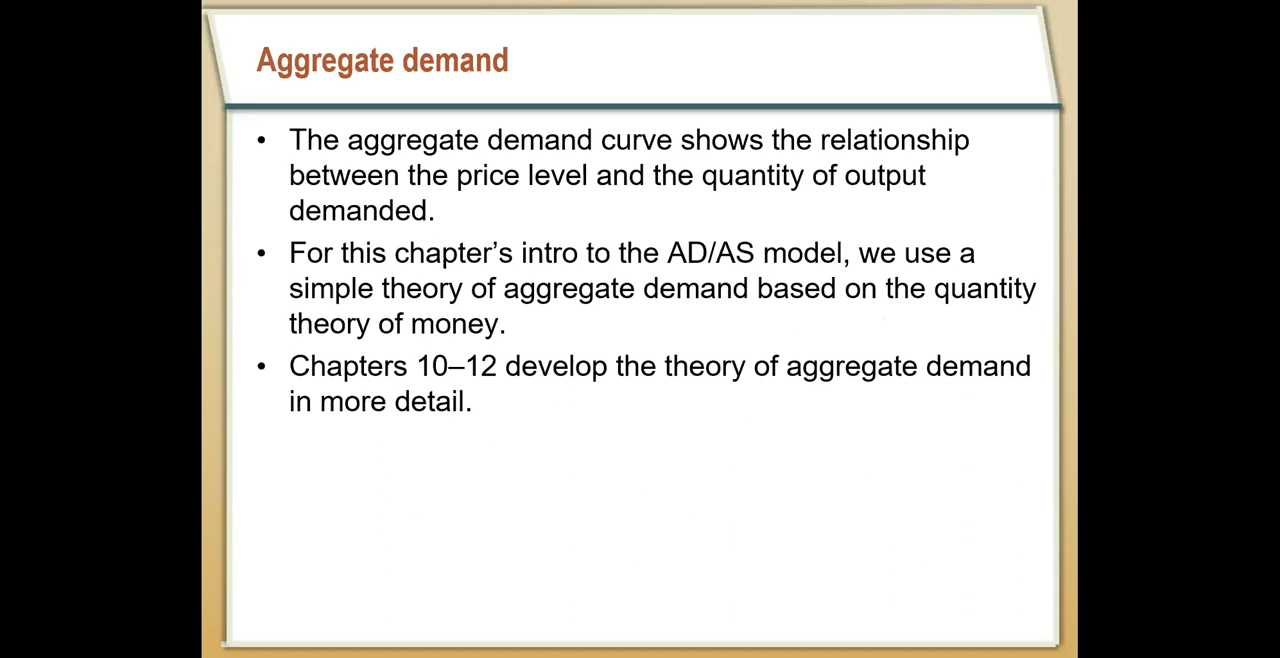 Aggregate demand
• The aggregate demand curve shows the relationship
between the price level and the quantity of output
demanded.
• For this chapter’s intro to the AD/AS model, we use a
simple theory of aggregate demand based on the quantity
theory of money.
• Chapters 10–12 develop the theory of aggregate demand
in more detail.